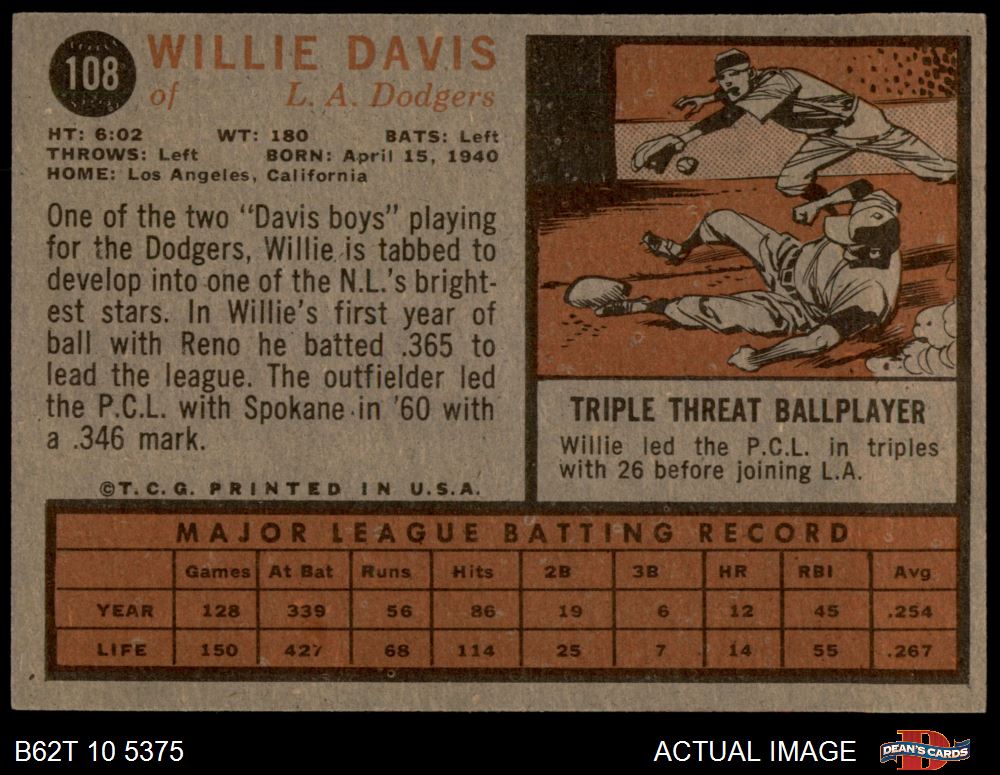 108
WILLIE DAVIS
of L. A. Dodgers
HT: 6:02 WT: 180 BATS: Left
THROWS: Left BORN: April 15, 1940
HOME: Los Angeles, California
One of the two "Davis boys" playing
for the Dodgers, Willie is tabbed to
develop into one of the N.L.'s bright-
est stars. In Willie's first year of
ball with Reno he batted .365 to
lead the league. The outfielder led
the P.C.L. with Spokane in '60 with
a .346 mark.
©T.C.G. PRINTED IN U.S.A.
TRIPLE THREAT BALLPLAYER
Willie led the P.C.L. in triples
with 26 before joining L.A.
MAJOR LEAGUE BATTING RECORD
Games At Bat Runs Hits 2B 3B HR RBI Avg
YEAR 128 339 56 86 19 6 12 45 .254
LIFE 150 427 68 114 25 7 14 55 .267
B62T 10 5375
ACTUAL IMAGE
D
DEAN'S CARDS